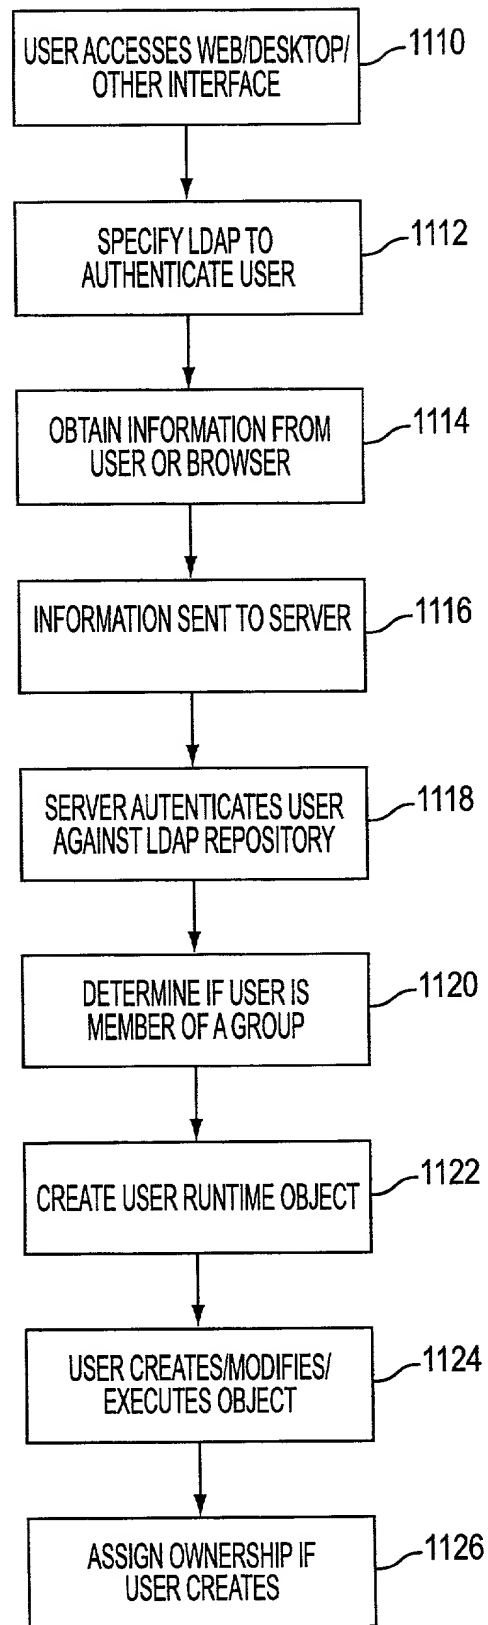 USER ACCESSES WEB/DESKTOP/
OTHER INTERFACE
1110
SPECIFY LDAP TO
AUTHENTICATE USER
1112
OBTAIN INFORMATION FROM
USER OR BROWSER
1114
INFORMATION SENT TO SERVER
1116
SERVER AUTENTICATES USER
AGAINST LDAP REPOSITORY
1118
DETERMINE IF USER IS
MEMBER OF A GROUP
1120
CREATE USER RUNTIME OBJECT
1122
USER CREATES/MODIFIES/
EXECUTES OBJECT
1124
ASSIGN OWNERSHIP IF
USER CREATES
1126